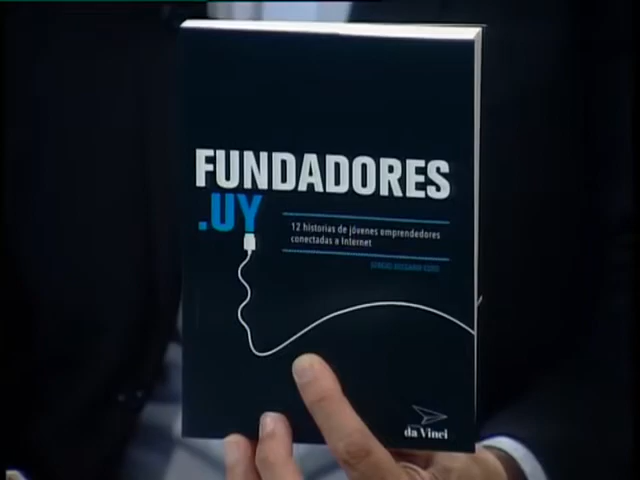 FUNDADORES
.UY
12 historias de jóvenes emprendedores
conectadas a Internet
da Vinci